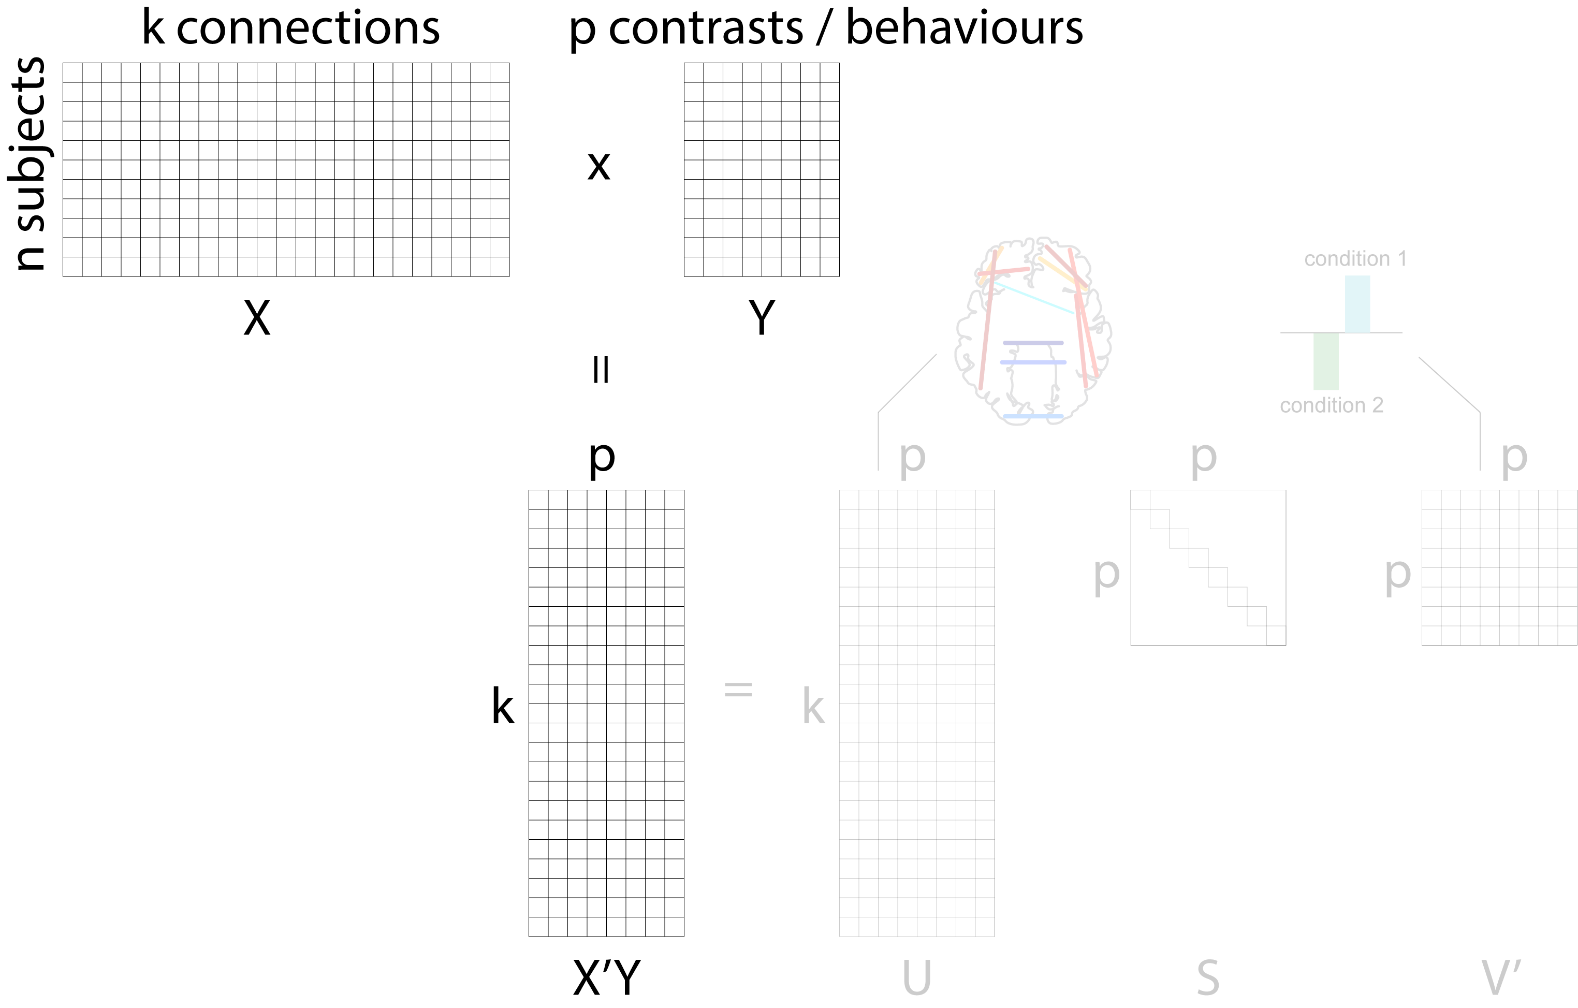 k connections
p contrasts / behaviours
n subjects
x
X
Y
=
condition 1
condition 2
p
p
p
p
k
=
k
p
p
X’Y
U
S
V’